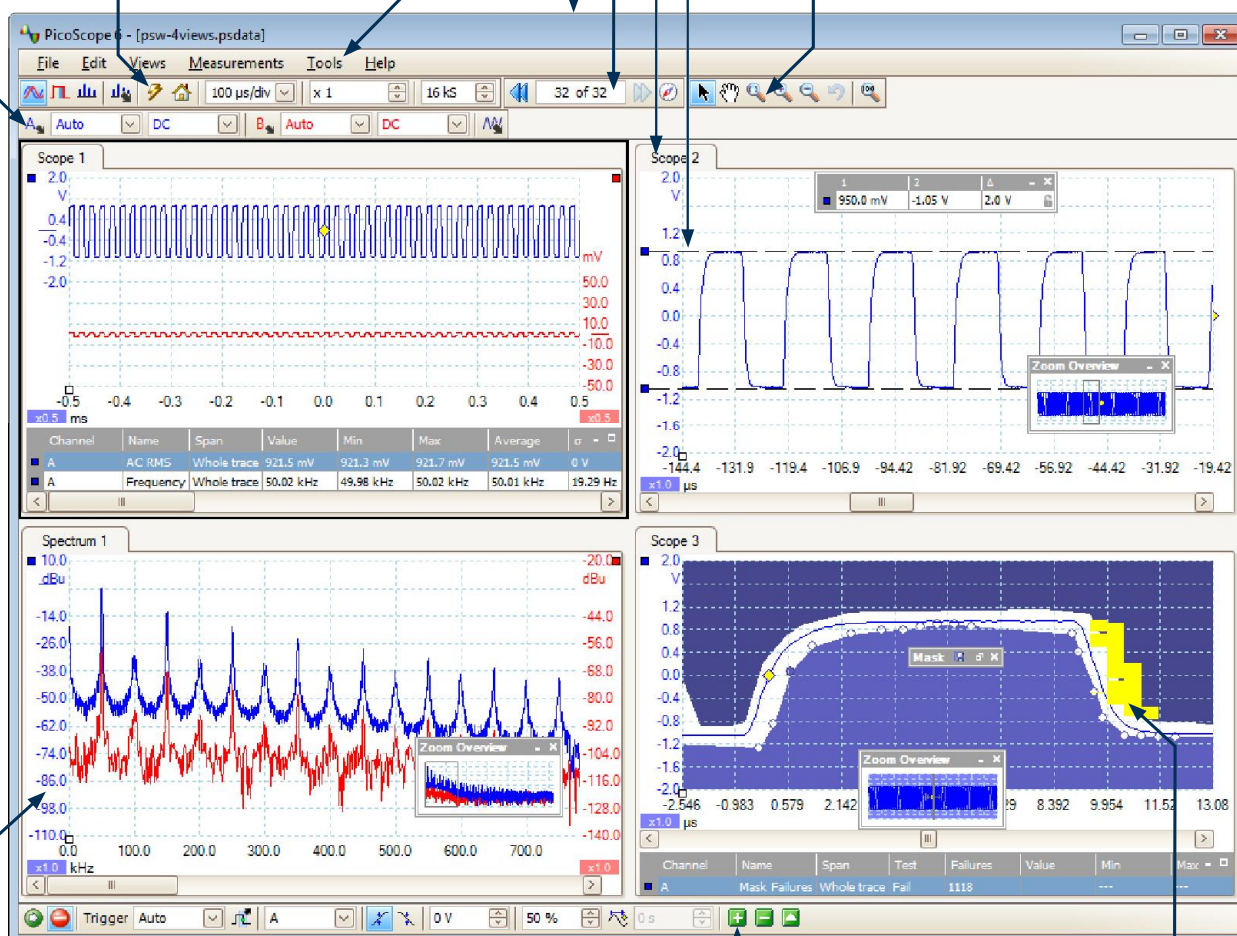 PicoScope 6 - [psw-4views.psdata]
File Edit Views Measurements Tools Help
100 µs/div x 1 16 kS 32 of 32
A Auto DC B Auto DC
Scope 1
2.0
V
0.4
-0.4
-1.2
-2.0
mV
50.0
30.0
10.0
-10.0
-30.0
-50.0
-0.5 -0.4 -0.3 -0.2 -0.1 0.0 0.1 0.2 0.3 0.4 0.5
x0.5 ms x0.5
Channel Name Span Value Min Max Average σ
A AC RMS Whole trace 921.5 mV 921.3 mV 921.7 mV 921.5 mV 0 V
A Frequency Whole trace 50.02 kHz 49.98 kHz 50.02 kHz 50.01 kHz 19.29 Hz
Scope 2
1 2 Δ
950.0 mV -1.05 V 2.0 V
2.0
V
1.2
0.8
0.4
0.0
-0.4
-0.8
-1.2
-1.6
-2.0
Zoom Overview
-144.4 -131.9 -119.4 -106.9 -94.42 -81.92 -69.42 -56.92 -44.42 -31.92 -19.42
x1.0 µs
Spectrum 1
10.0
dBu
-14.0
-26.0
-38.0
-50.0
-62.0
-74.0
-86.0
-98.0
-110.0
-20.0
dBu
-44.0
-56.0
-68.0
-80.0
-92.0
-104.0
-116.0
-128.0
-140.0
Zoom Overview
0.0 100.0 200.0 300.0 400.0 500.0 600.0 700.0
x1.0 kHz x1.0
Scope 3
2.0
V
1.2
0.8
0.4
0.0
-0.4
-0.8
-1.2
-1.6
-2.0
Mask
Zoom Overview
-2.546 -0.983 0.579 2.142 8.392 9.954 11.52 13.08
x1.0 µs
Channel Name Span Test Failures Value Min Max
A Mask Failures Whole trace Fail 1118 --- ---
Trigger Auto A 0 V 50 % 0 s